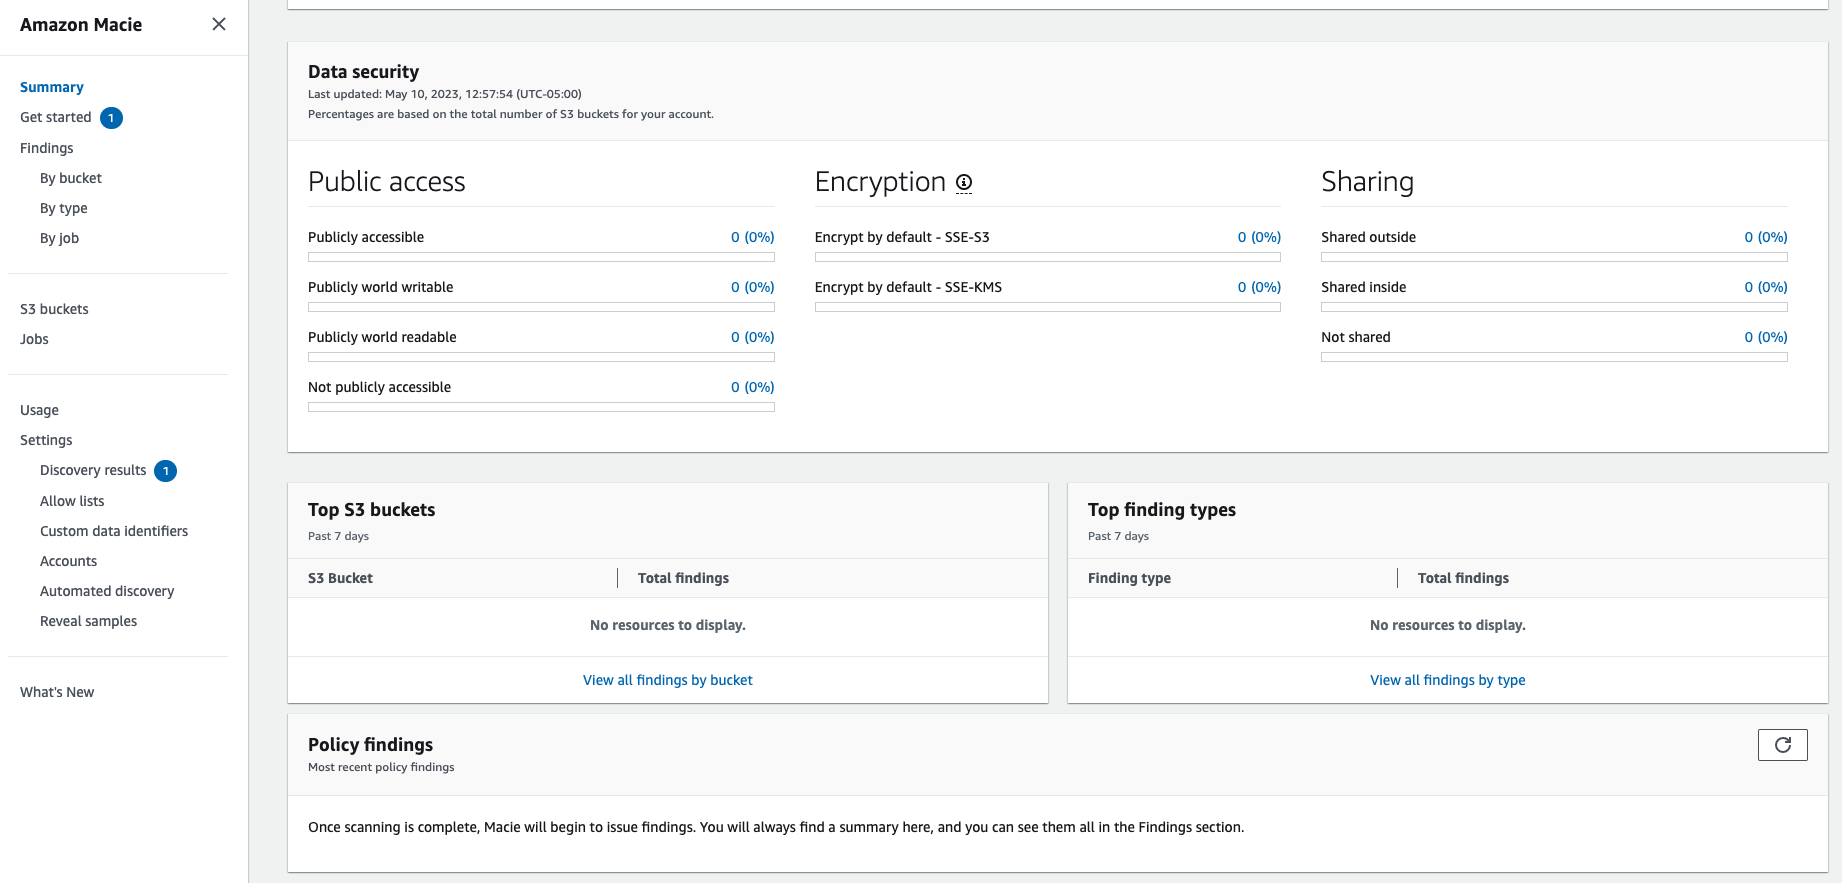 Amazon Macie
Summary
Get started 1
Findings
By bucket
By type
By job
S3 buckets
Jobs
Usage
Settings
Discovery results 1
Allow lists
Custom data identifiers
Accounts
Automated discovery
Reveal samples
What's New
Data security
Last updated: May 10, 2023, 12:57:54 (UTC-05:00)
Percentages are based on the total number of S3 buckets for your account.
Public access
Publicly accessible 0 (0%)
Publicly world writable 0 (0%)
Publicly world readable 0 (0%)
Not publicly accessible 0 (0%)
Encryption
Encrypt by default - SSE-S3 0 (0%)
Encrypt by default - SSE-KMS 0 (0%)
Sharing
Shared outside 0 (0%)
Shared inside 0 (0%)
Not shared 0 (0%)
Top S3 buckets
Past 7 days
S3 Bucket Total findings
No resources to display.
View all findings by bucket
Top finding types
Past 7 days
Finding type Total findings
No resources to display.
View all findings by type
Policy findings
Most recent policy findings
Once scanning is complete, Macie will begin to issue findings. You will always find a summary here, and you can see them all in the Findings section.